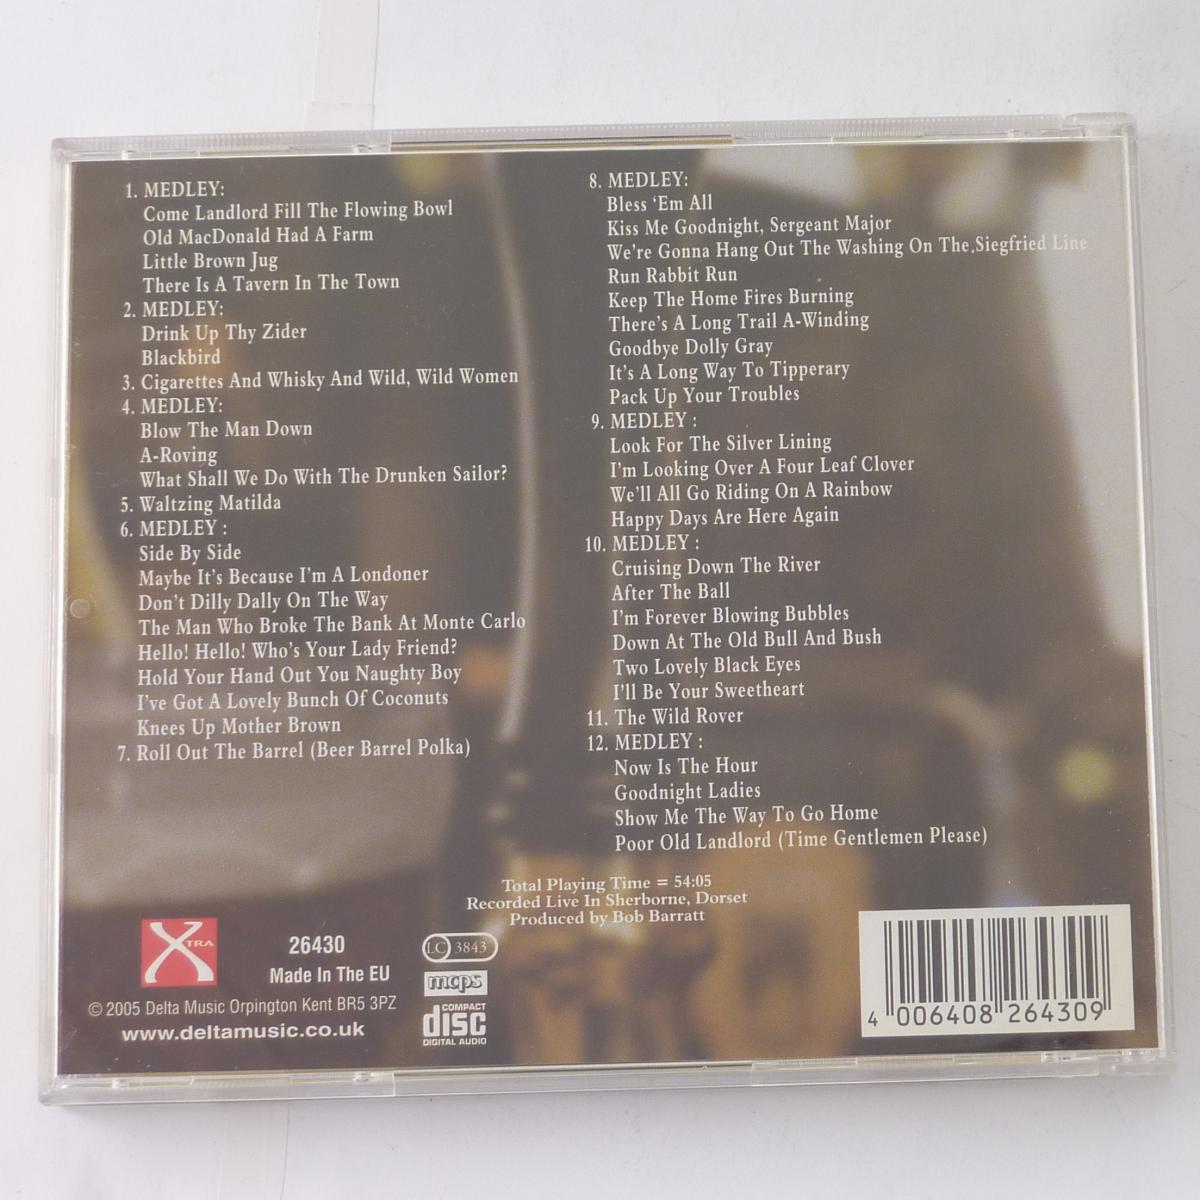 1. MEDLEY:
Come Landlord Fill The Flowing Bowl
Old MacDonald Had A Farm
Little Brown Jug
There Is A Tavern In The Town
2. MEDLEY:
Drink Up Thy Zider
Blackbird
3. Cigarettes And Whisky And Wild, Wild Women
4. MEDLEY:
Blow The Man Down
A-Roving
What Shall We Do With The Drunken Sailor?
5. Waltzing Matilda
6. MEDLEY :
Side By Side
Maybe It's Because I'm A Londoner
Don't Dilly Dally On The Way
The Man Who Broke The Bank At Monte Carlo
Hello! Hello! Who's Your Lady Friend?
Hold Your Hand Out You Naughty Boy
I've Got A Lovely Bunch Of Coconuts
Knees Up Mother Brown
7. Roll Out The Barrel (Beer Barrel Polka)
8. MEDLEY:
Bless 'Em All
Kiss Me Goodnight, Sergeant Major
We're Gonna Hang Out The Washing On The Siegfried Line
Run Rabbit Run
Keep The Home Fires Burning
There's A Long Trail A-Winding
Goodbye Dolly Gray
It's A Long Way To Tipperary
Pack Up Your Troubles
9. MEDLEY :
Look For The Silver Lining
I'm Looking Over A Four Leaf Clover
We'll All Go Riding On A Rainbow
Happy Days Are Here Again
10. MEDLEY :
Cruising Down The River
After The Ball
I'm Forever Blowing Bubbles
Down At The Old Bull And Bush
Two Lovely Black Eyes
I'll Be Your Sweetheart
11. The Wild Rover
12. MEDLEY :
Now Is The Hour
Goodnight Ladies
Show Me The Way To Go Home
Poor Old Landlord (Time Gentlemen Please)
Total Playing Time = 54:05
Recorded Live In Sherborne, Dorset
Produced by Bob Barratt
XTRA
26430
Made In The EU
© 2005 Delta Music Orpington Kent BR5 3PZ
www.deltamusic.co.uk
LC 3843
mcps
COMPACT
disc
DIGITAL AUDIO
4 006408 264309